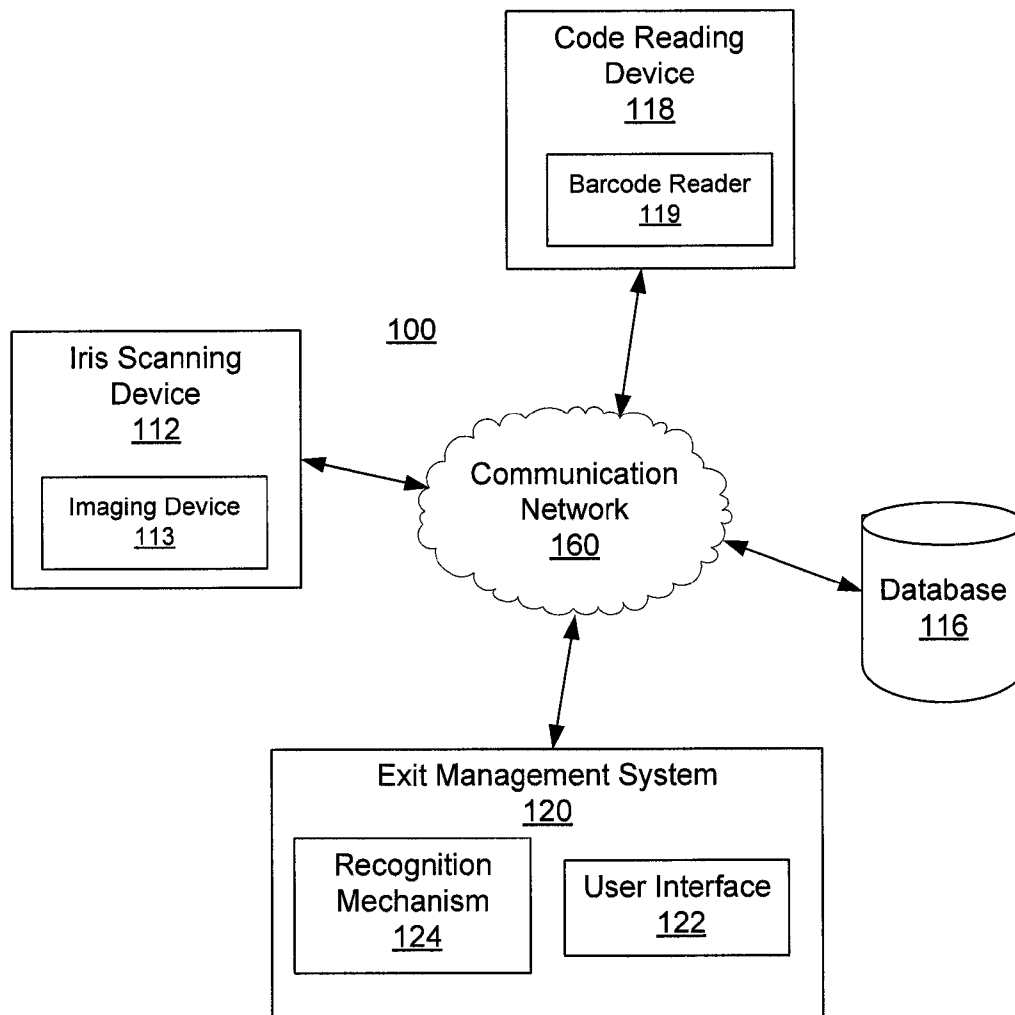 Code Reading
Device
118
Barcode Reader
119
100
Iris Scanning
Device
112
Imaging Device
113
Communication
Network
160
Database
116
Exit Management System
120
Recognition
Mechanism
124
User Interface
122